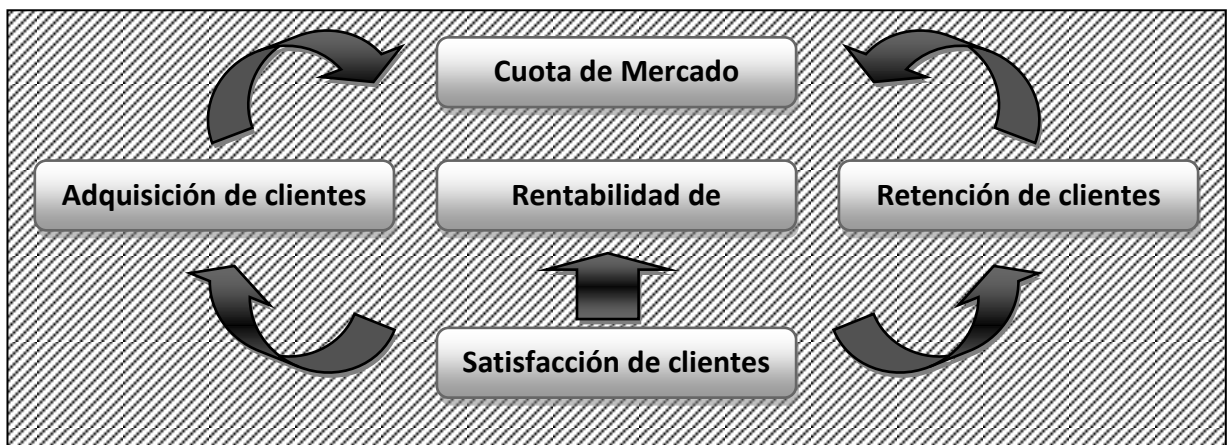 Cuota de Mercado
Adquisición de clientes
Rentabilidad de
Retención de clientes
Satisfacción de clientes